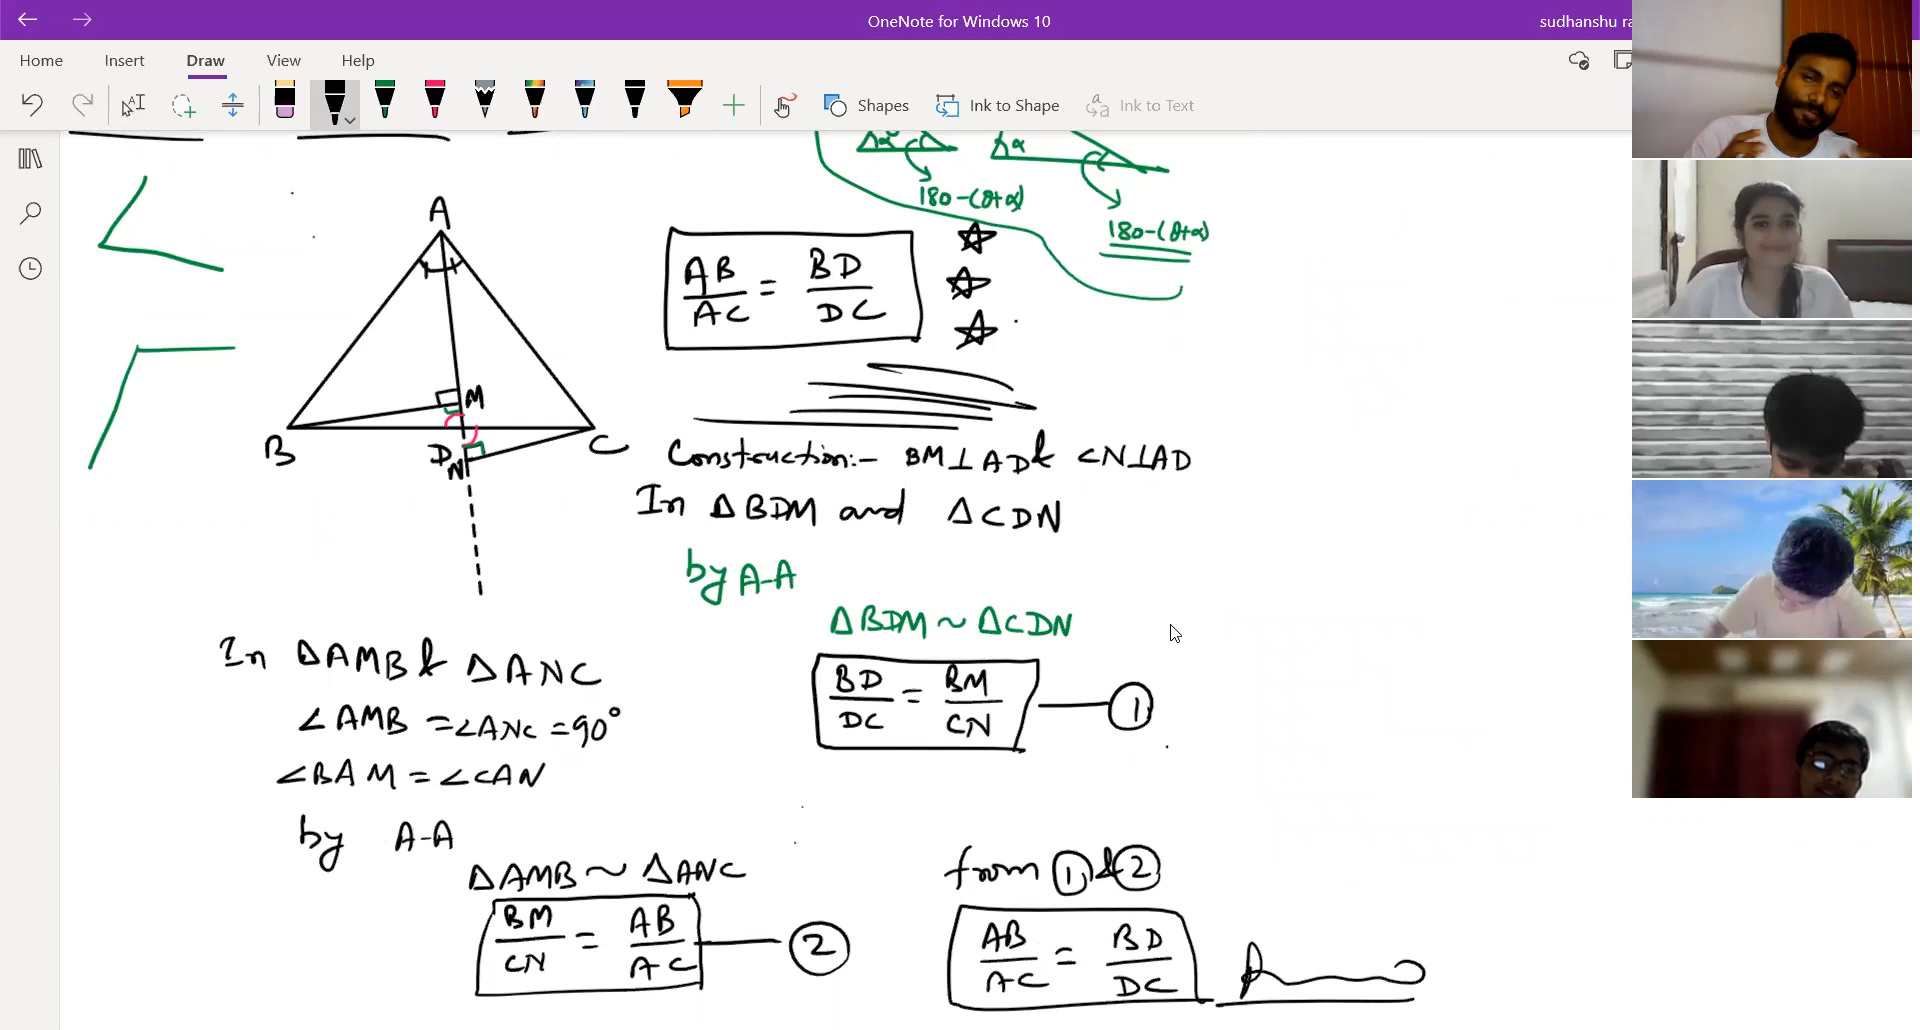 OneNote for Windows 10
sudhanshu ra
Home Insert Draw View Help
Shapes Ink to Shape Ink to Text
α α
180-(θ+α)
180-(θ+α)
A
AB/AC = BD/DC
M
B D C
N
Construction:- BM⊥AD & CN⊥AD
In ΔBDM and ΔCDN
by A-A
ΔBDM ~ ΔCDN
BD/DC = BM/CN — ①
In ΔAMB & ΔANC
∠AMB = ∠ANC = 90°
∠BAM = ∠CAN
by A-A
ΔAMB ~ ΔANC
BM/CN = AB/AC — ②
from ① & ②
AB/AC = BD/DC